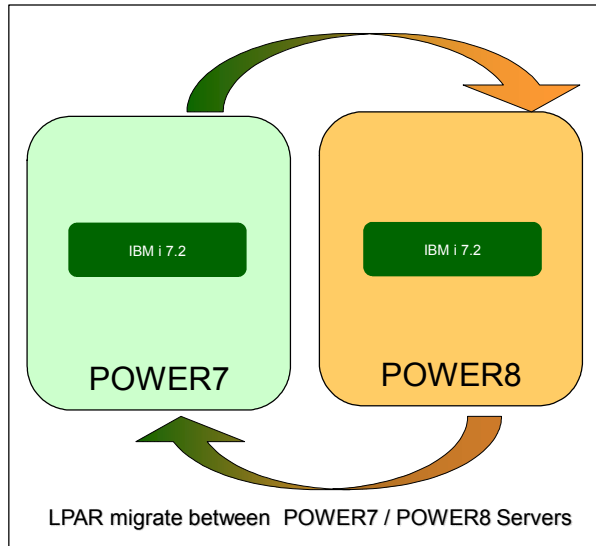 IBM i 7.2
IBM i 7.2
POWER7
POWER8
LPAR migrate between POWER7 / POWER8 Servers